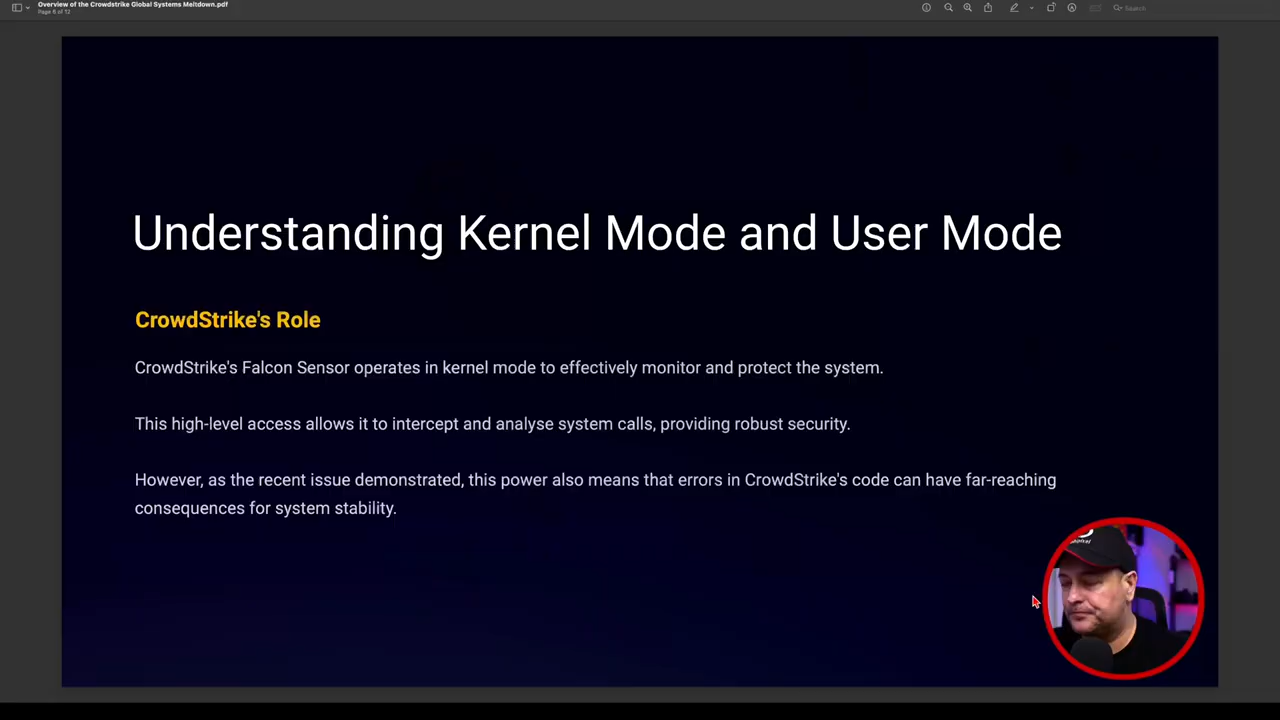 Overview of the Crowdstrike Global Systems Meltdown.pdf
Search
Understanding Kernel Mode and User Mode
CrowdStrike's Role
CrowdStrike's Falcon Sensor operates in kernel mode to effectively monitor and protect the system.
This high-level access allows it to intercept and analyse system calls, providing robust security.
However, as the recent issue demonstrated, this power also means that errors in CrowdStrike's code can have far-reaching
consequences for system stability.